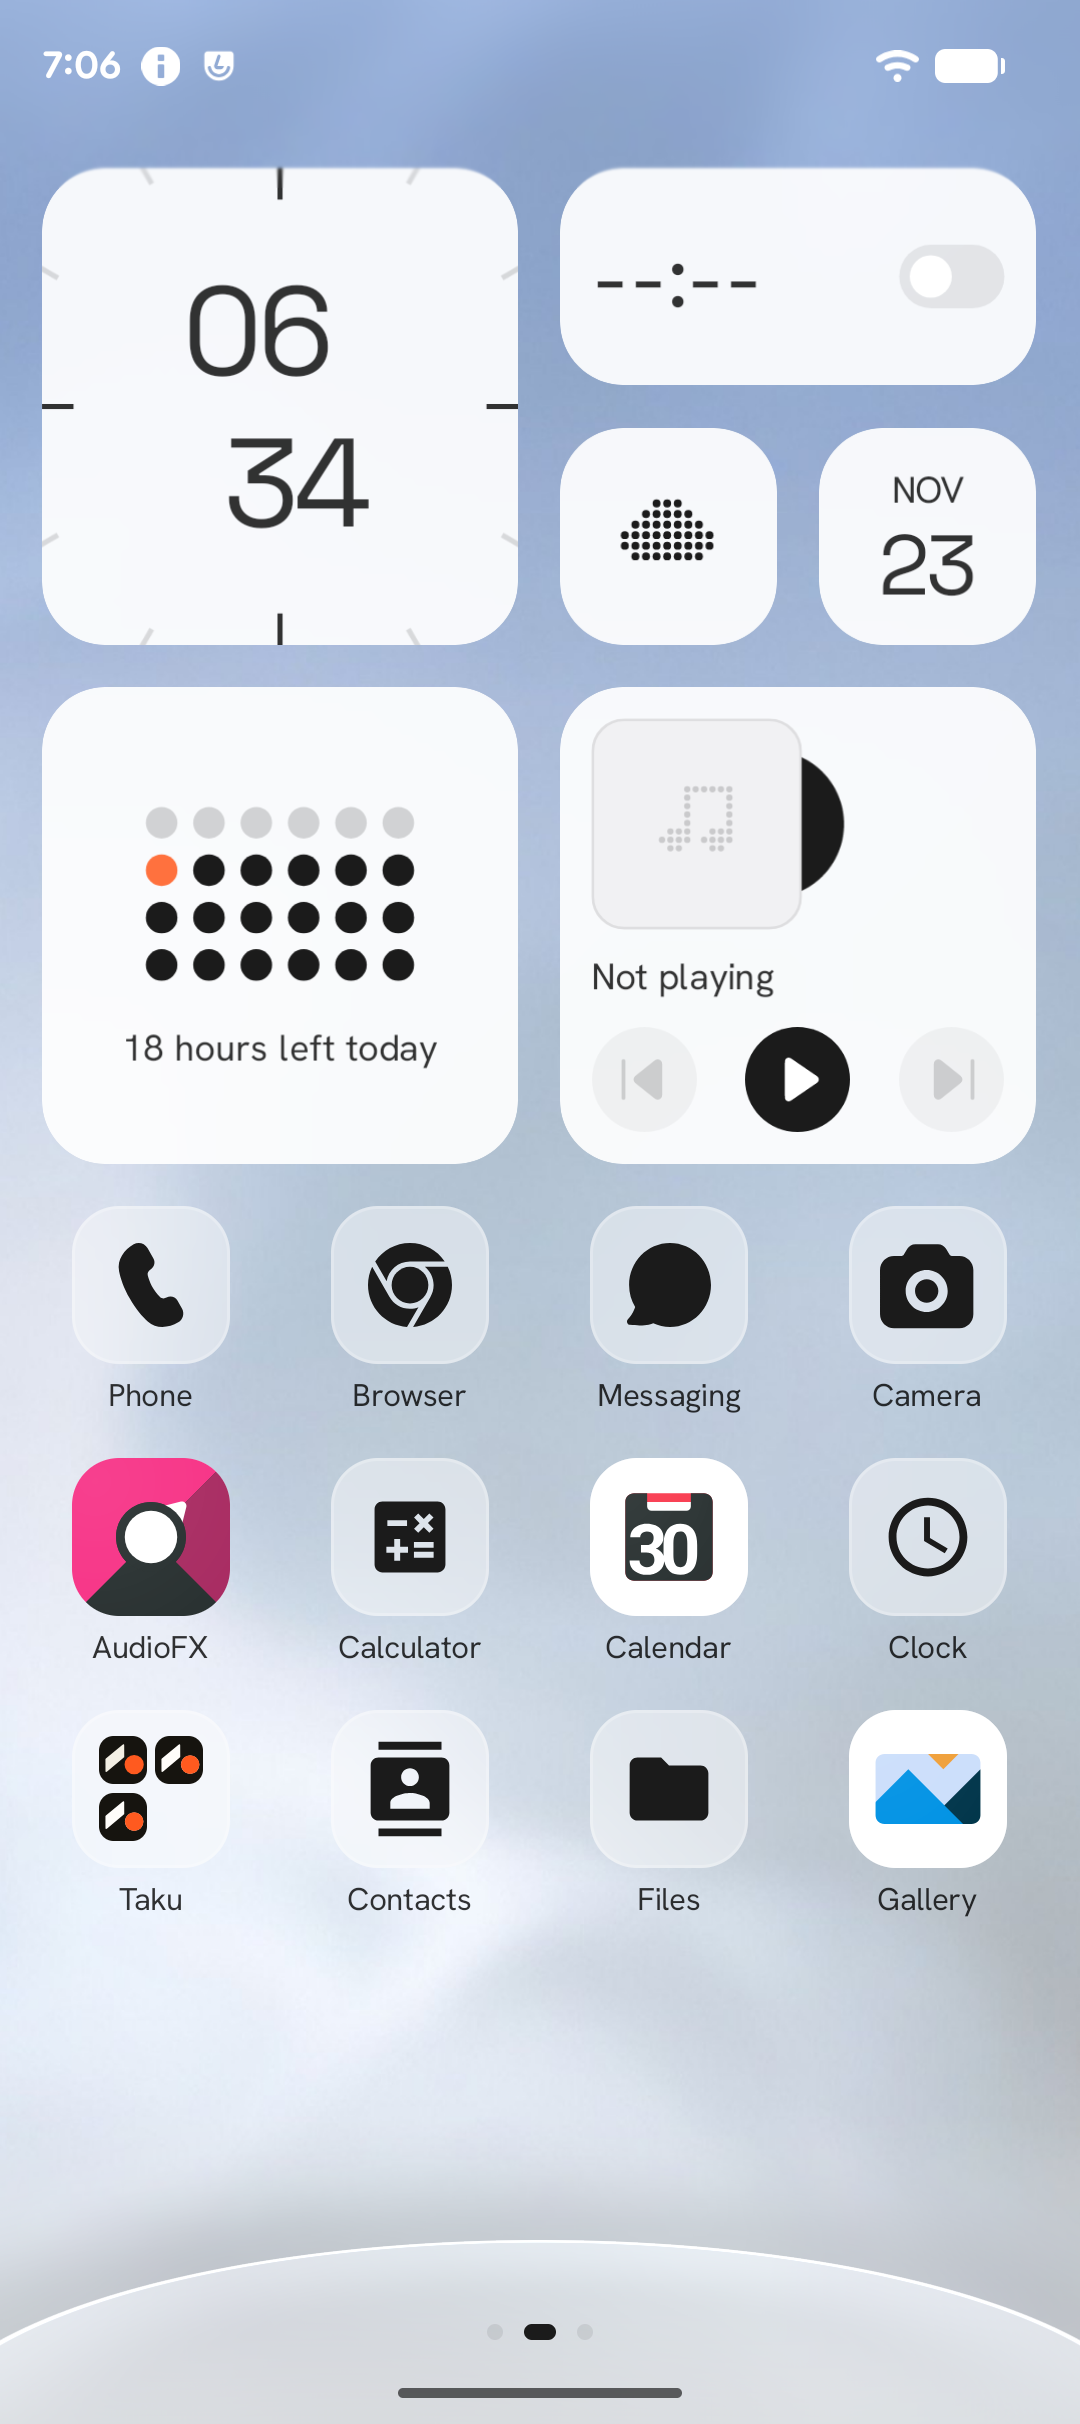 7:06
06
34
--:--
NOV
23
18 hours left today
Not playing
Phone
Browser
Messaging
Camera
30
AudioFX
Calculator
Calendar
Clock
Taku
Contacts
Files
Gallery